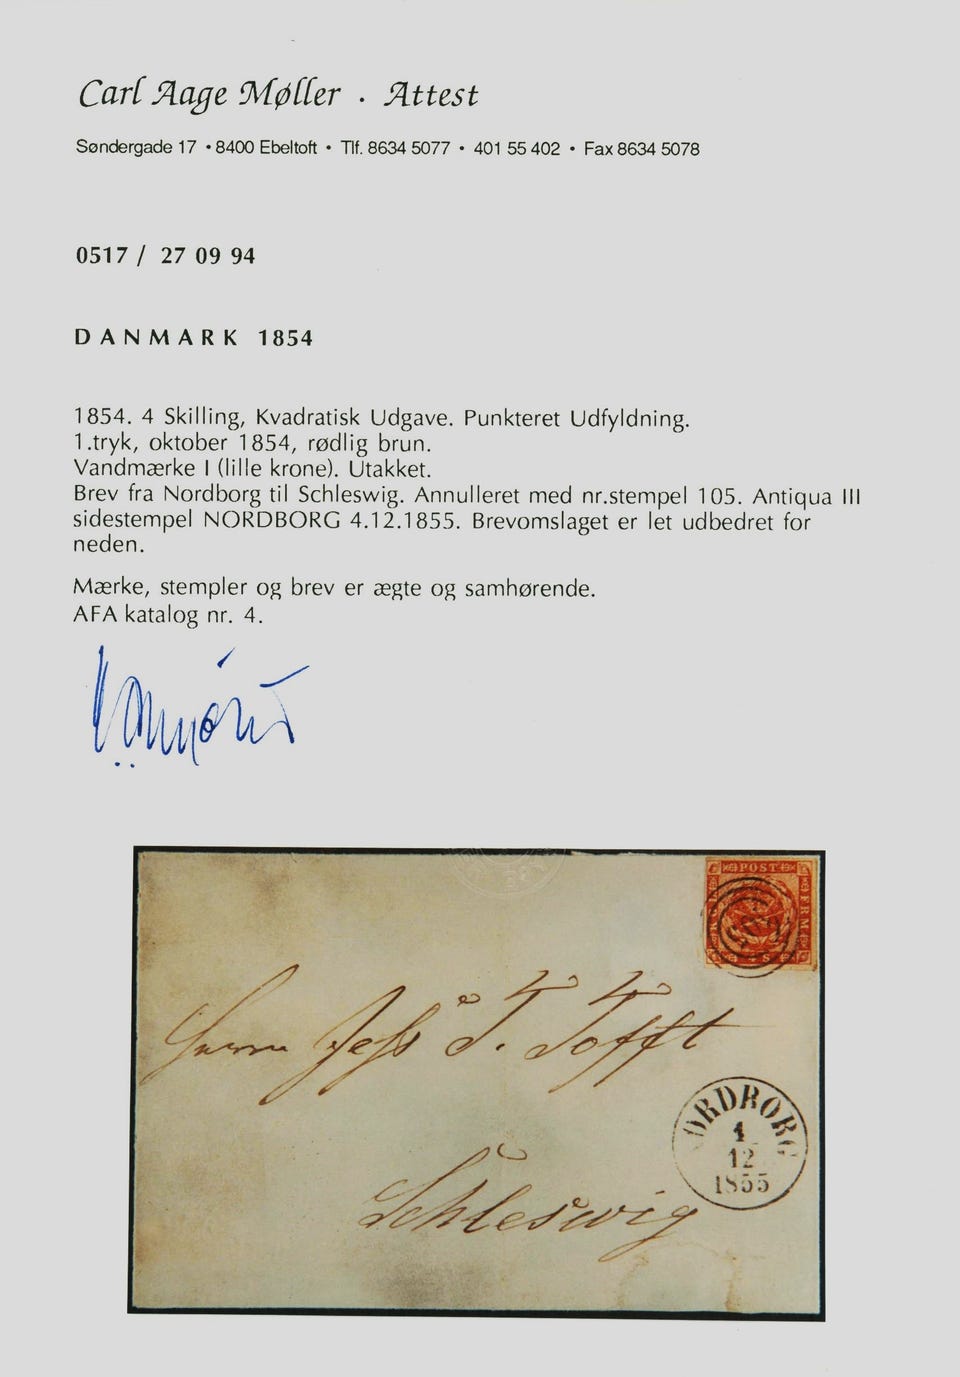 Carl Aage Møller · Attest
Søndergade 17 • 8400 Ebeltoft • Tlf. 8634 5077 • 401 55 402 • Fax 8634 5078
0517 / 27 09 94
DANMARK 1854
1854. 4 Skilling, Kvadratisk Udgave. Punkteret Udfyldning.
1.tryk, oktober 1854, rødlig brun.
Vandmærke I (lille krone). Utakket.
Brev fra Nordborg til Schleswig. Annulleret med nr.stempel 105. Antiqua III
sidestempel NORDBORG 4.12.1855. Brevomslaget er let udbedret for
neden.
Mærke, stempler og brev er ægte og samhørende.
AFA katalog nr. 4.
POST
Herrn Jess T. Tofft
Schleswig
ORDBORG
12
1855